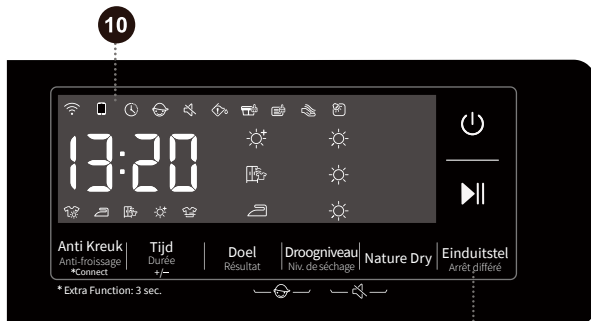 10
13:20
Anti Kreuk
Anti-froissage
*Connect
Tijd
Durée
+/−
Doel
Résultat
Droogniveau
Niv. de séchage
Nature Dry
Einduitstel
Arrêt différé
* Extra Function: 3 sec.